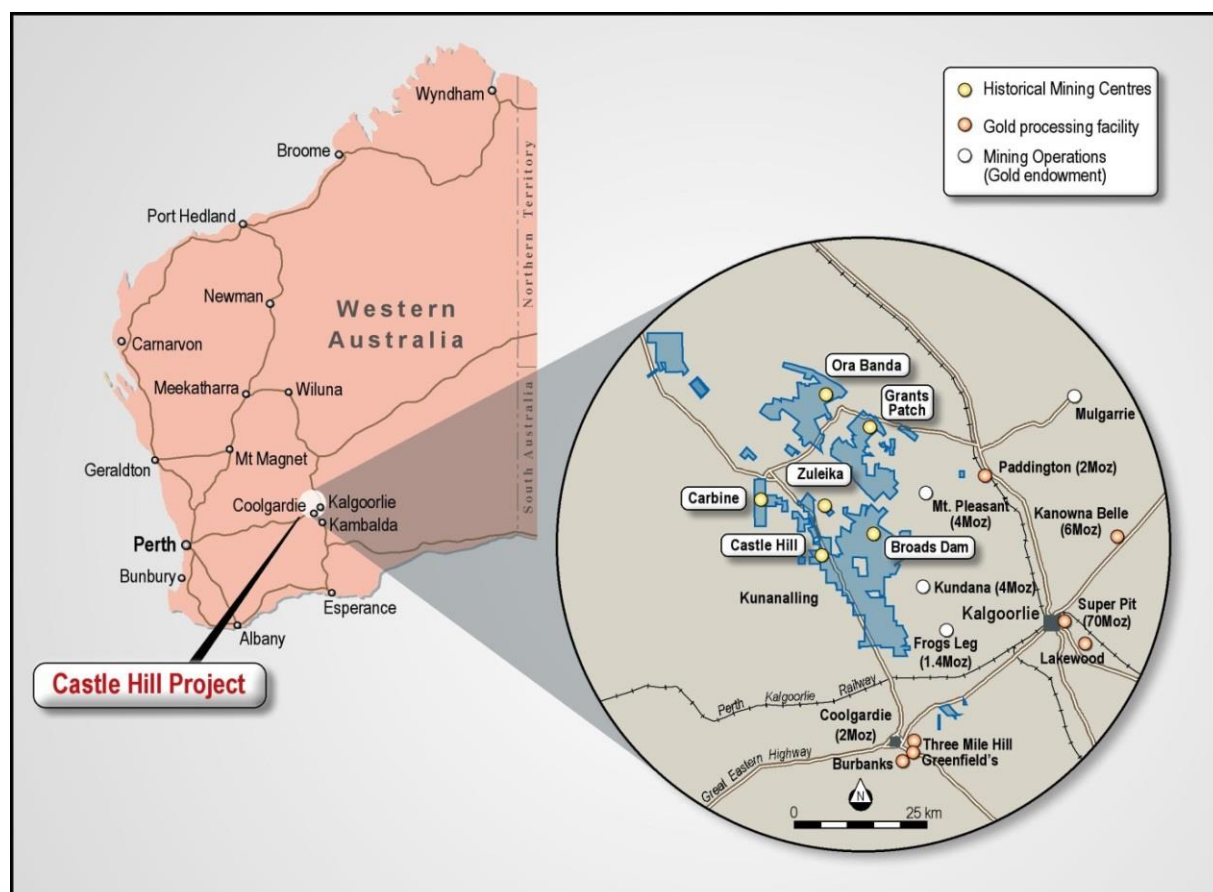 Wyndham
Broome
Port Hedland
Newman
Western
Australia
Northern Territory
South Australia
Carnarvon
Meekatharra
Wiluna
Mt Magnet
Geraldton
Coolgardie
Kalgoorlie
Kambalda
Perth
Bunbury
Esperance
Albany
Castle Hill Project
Historical Mining Centres
Gold processing facility
Mining Operations
(Gold endowment)
Ora Banda
Grants
Patch
Mulgarrie
Zuleika
Paddington (2Moz)
Carbine
Mt. Pleasant
(4Moz)
Kanowna Belle
(6Moz)
Castle Hill
Broads Dam
Kunanalling
Kundana (4Moz)
Kalgoorlie
Super Pit
(70Moz)
Frogs Leg
(1.4Moz)
Lakewood
Perth Kalgoorlie Railway
Coolgardie
(2Moz)
Three Mile Hill
Greenfield's
Burbanks
Great Eastern Highway
N
0 25 km